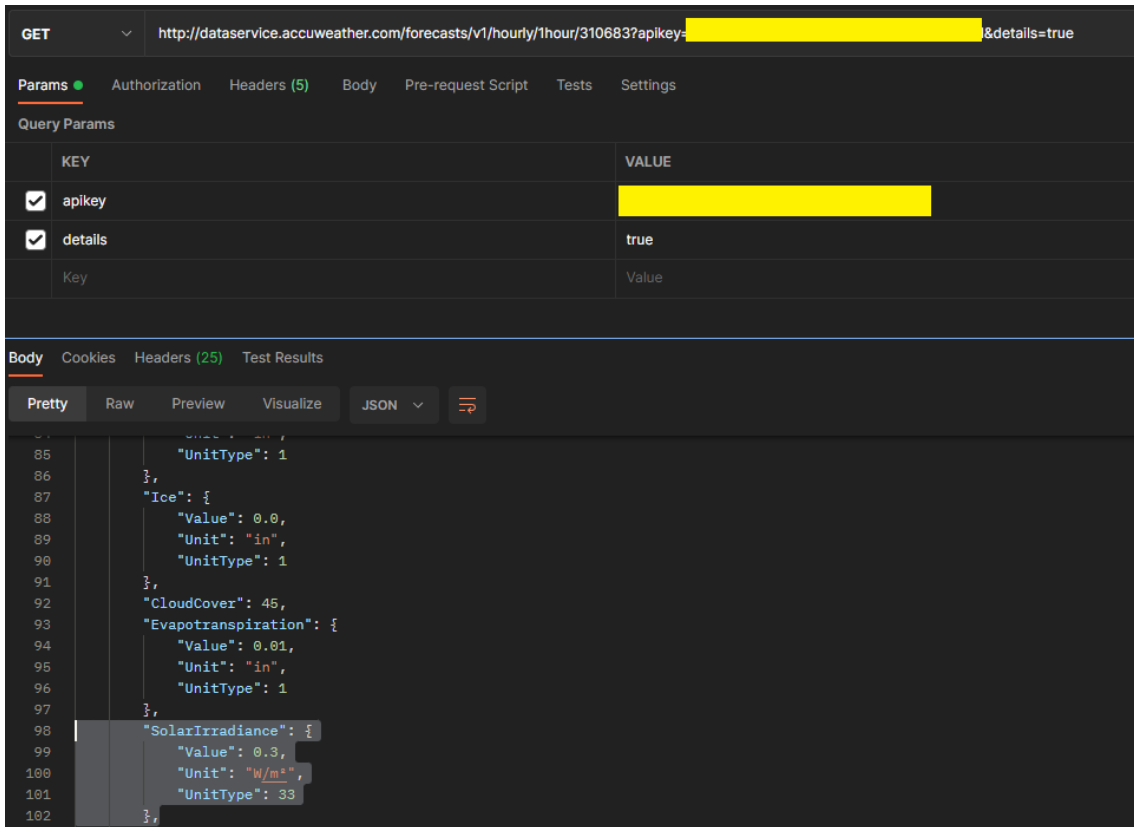 GET http://dataservice.accuweather.com/forecasts/v1/hourly/1hour/310683?apikey= &details=true
Params Authorization Headers (5) Body Pre-request Script Tests Settings
Query Params
KEY VALUE
apikey
details true
Key Value
Body Cookies Headers (25) Test Results
Pretty Raw Preview Visualize JSON
84 "Unit": "in",
85 "UnitType": 1
86 },
87 "Ice": {
88 "Value": 0.0,
89 "Unit": "in",
90 "UnitType": 1
91 },
92 "CloudCover": 45,
93 "Evapotranspiration": {
94 "Value": 0.01,
95 "Unit": "in",
96 "UnitType": 1
97 },
98 "SolarIrradiance": {
99 "Value": 0.3,
100 "Unit": "W/m²",
101 "UnitType": 33
102 },